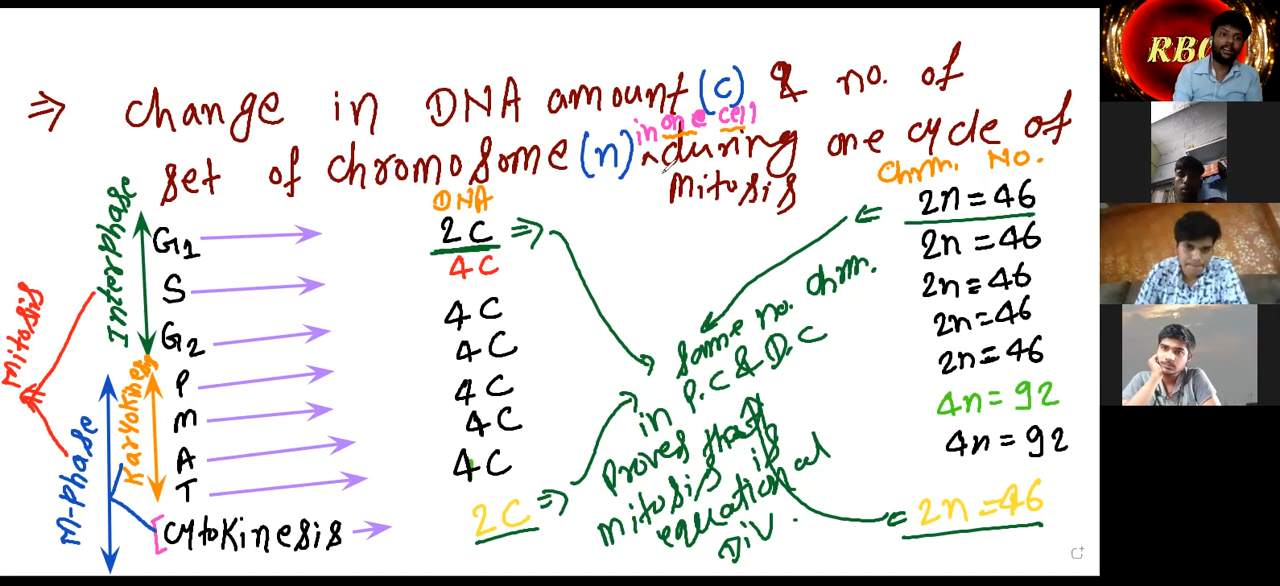 ⇒ change in DNA amount (c) & no. of
in one cell
set of chromosome (n) ^ during one cycle of
mitosis
DNA
Chrm. No.
Interphase
G1
2C ⇒
⇐ 2n = 46
4C
2n = 46
S
4C
2n = 46
G2
4C
2n = 46
P
4C
2n = 46
M
4C
4n = 92
A
4C
4n = 92
T
Cytokinesis
2C ⇒
⇐ 2n = 46
Mitosis
M-Phase
Karyokinesis
same no. chrm.
in P.C & D.C
Proves that
mitosis is
equational
Div.
RBC